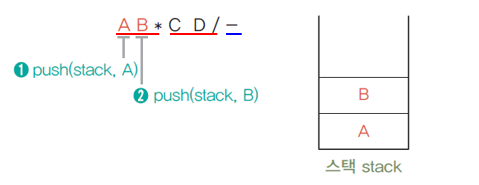 A B * C D / −
❶ push(stack, A)
❷ push(stack, B)
B
A
스택 stack